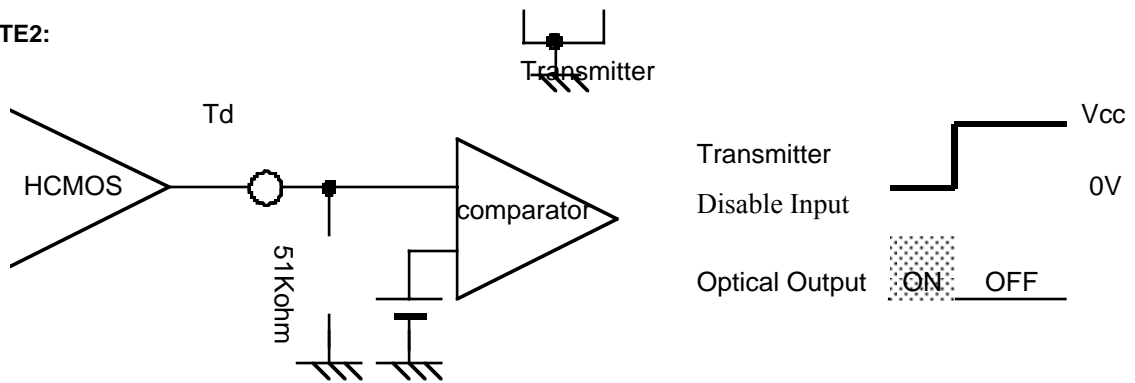 TE2:
Transmitter
Td
HCMOS
comparator
51Kohm
Transmitter
Disable Input
Vcc
0V
Optical Output
ON
OFF